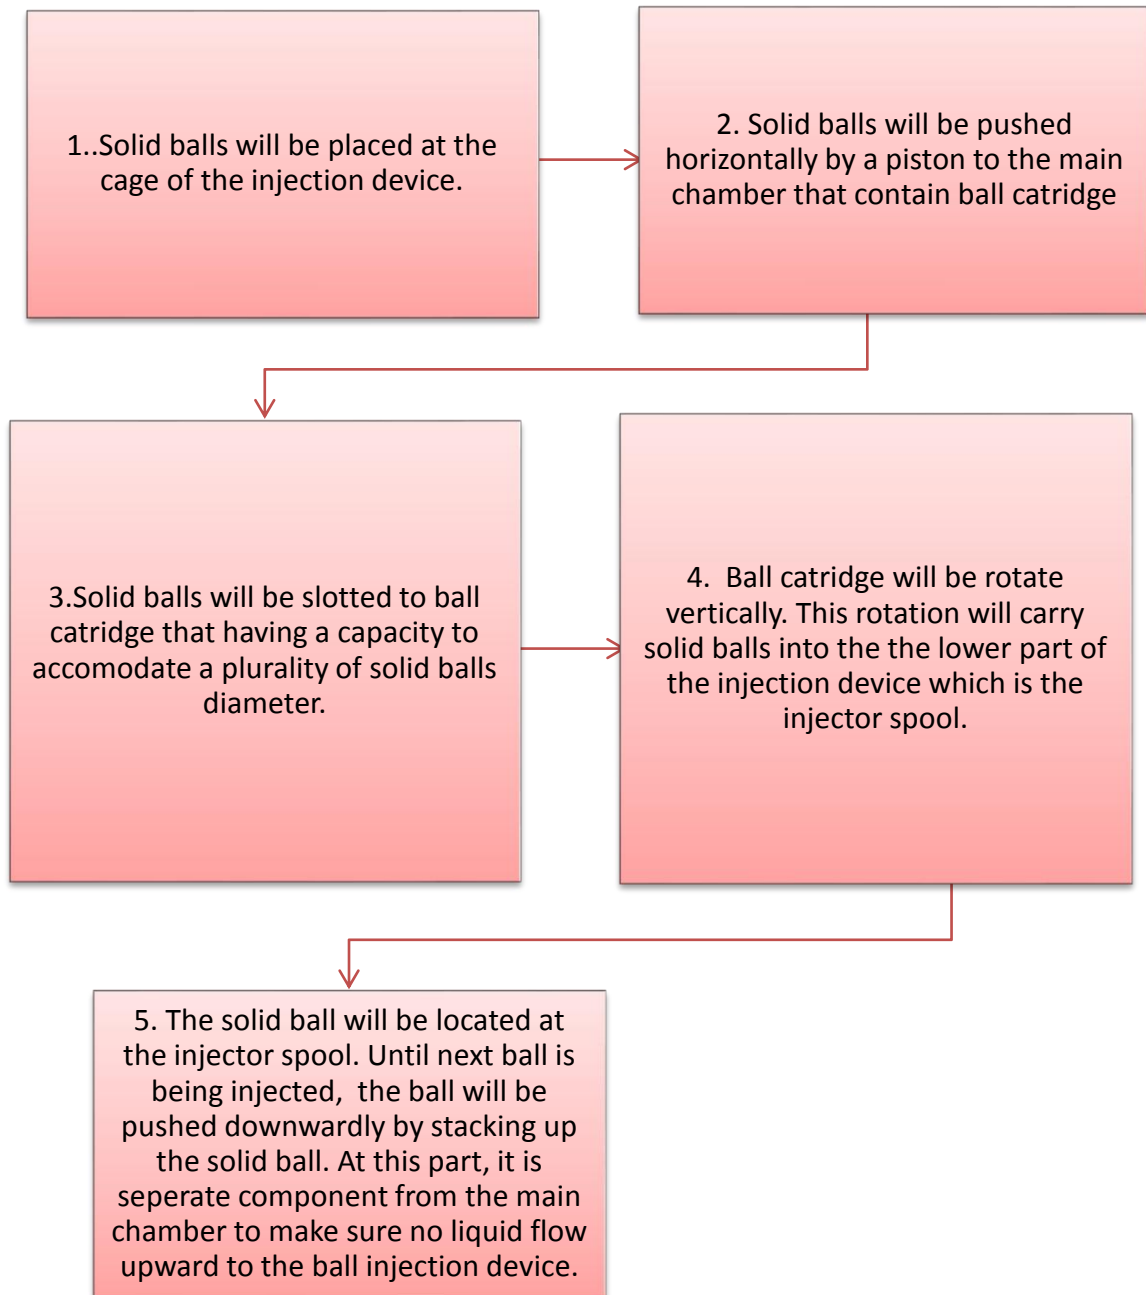 1..Solid balls will be placed at the
cage of the injection device.
2. Solid balls will be pushed
horizontally by a piston to the main
chamber that contain ball catridge
3.Solid balls will be slotted to ball
catridge that having a capacity to
accomodate a plurality of solid balls
diameter.
4.  Ball catridge will be rotate
vertically. This rotation will carry
solid balls into the the lower part of
the injection device which is the
injector spool.
5. The solid ball will be located at
the injector spool. Until next ball is
being injected,  the ball will be
pushed downwardly by stacking up
the solid ball. At this part, it is
seperate component from the main
chamber to make sure no liquid flow
upward to the ball injection device.